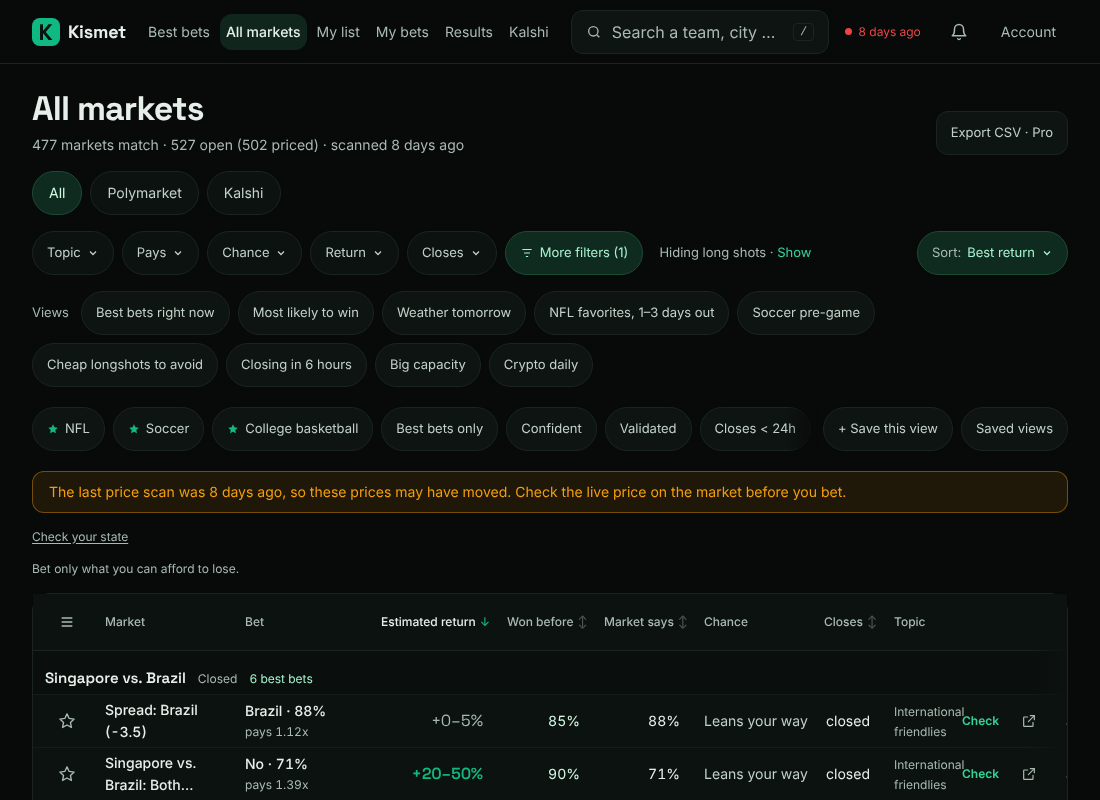 K Kismet Best bets All markets My list My bets Results Kalshi Search a team, city ... / 8 days ago Account
All markets
477 markets match · 527 open (502 priced) · scanned 8 days ago
Export CSV · Pro
All Polymarket Kalshi
Topic Pays Chance Return Closes More filters (1) Hiding long shots · Show Sort: Best return
Views Best bets right now Most likely to win Weather tomorrow NFL favorites, 1–3 days out Soccer pre-game
Cheap longshots to avoid Closing in 6 hours Big capacity Crypto daily
NFL Soccer College basketball Best bets only Confident Validated Closes < 24h + Save this view Saved views
The last price scan was 8 days ago, so these prices may have moved. Check the live price on the market before you bet.
Check your state
Bet only what you can afford to lose.
Market Bet Estimated return ↓ Won before Market says Chance Closes Topic
Singapore vs. Brazil Closed 6 best bets
Spread: Brazil (-3.5) Brazil · 88% pays 1.12x +0–5% 85% 88% Leans your way closed International friendlies Check
Singapore vs. Brazil: Both... No · 71% pays 1.39x +20–50% 90% 71% Leans your way closed International friendlies Check